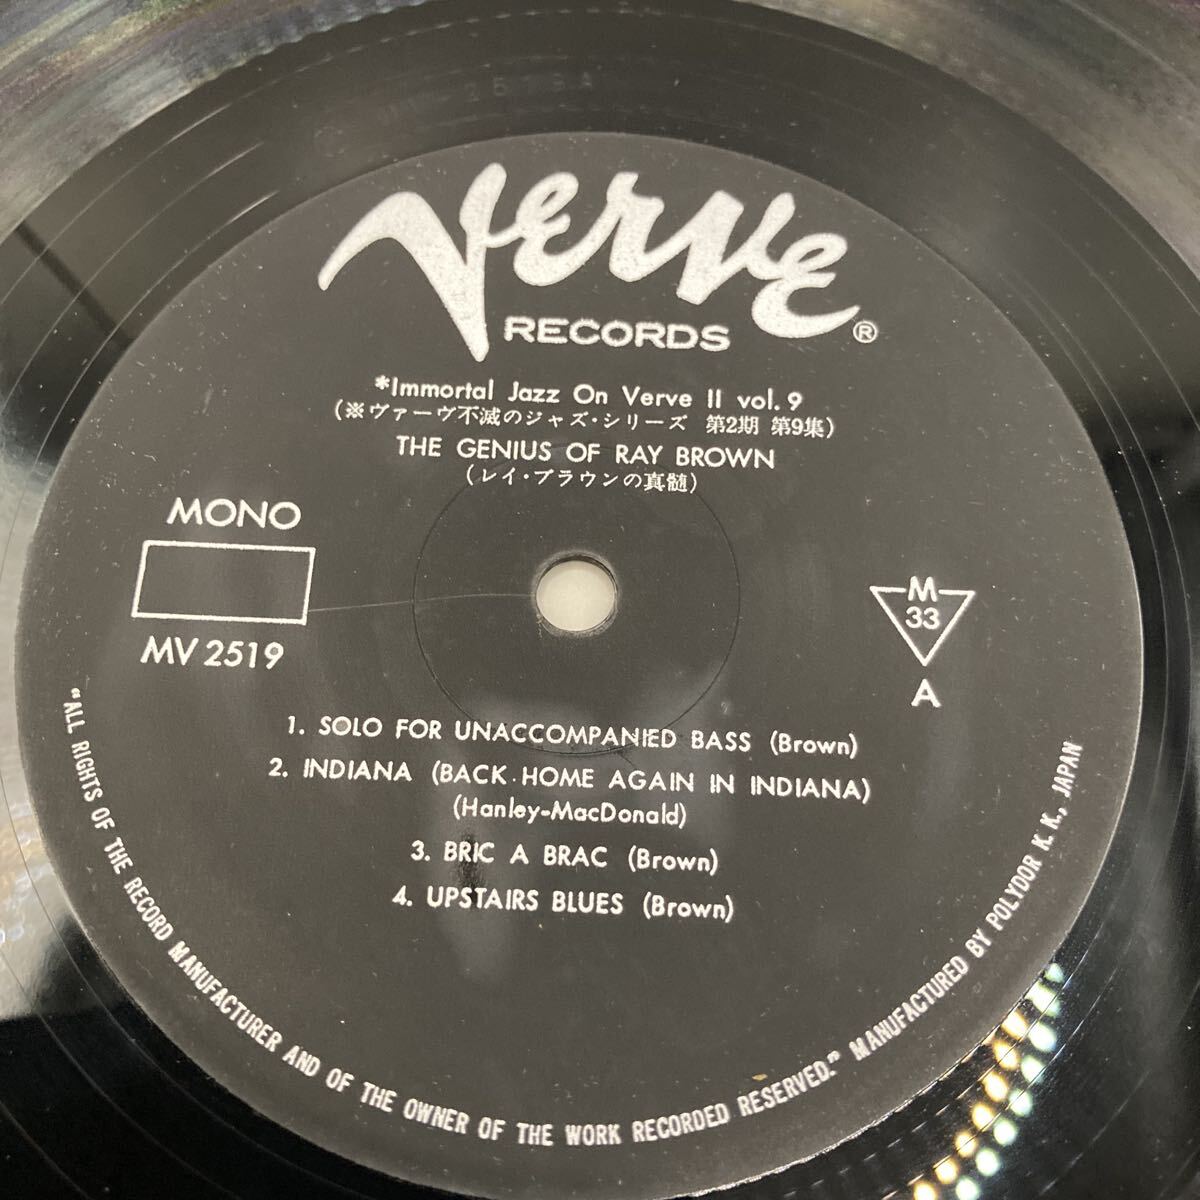 Verve
RECORDS ®
*Immortal Jazz On Verve II vol. 9
(※ヴァーヴ不滅のジャズ・シリーズ 第2期 第9集)
THE GENIUS OF RAY BROWN
(レイ・ブラウンの真髄)
MONO
MV 2519
M
33
A
1. SOLO FOR UNACCOMPANIED BASS (Brown)
2. INDIANA (BACK HOME AGAIN IN INDIANA)
(Hanley-MacDonald)
3. BRIC A BRAC (Brown)
4. UPSTAIRS BLUES (Brown)
"ALL RIGHTS OF THE RECORD MANUFACTURER AND OF THE OWNER OF THE WORK RECORDED RESERVED." MANUFACTURED BY POLYDOR K.K., JAPAN